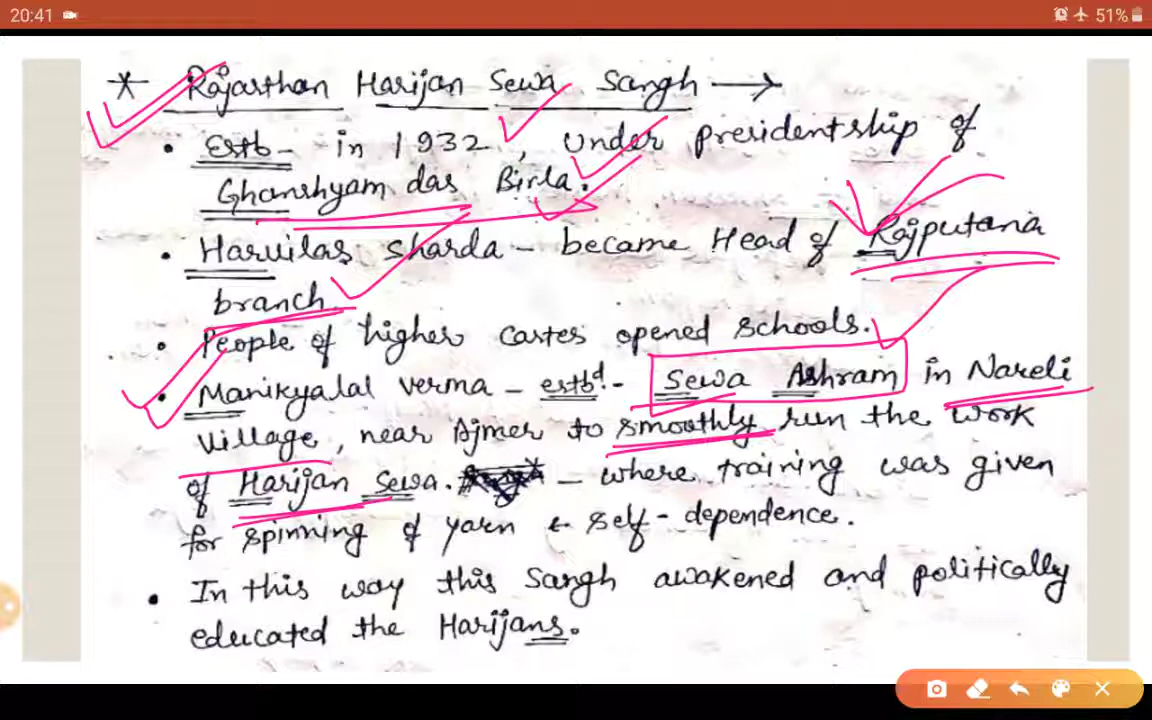 20:41 51%
* Rajasthan Harijan Sewa Sangh →
• Estb - in 1932, under presidentship of
Ghanshyam das Birla.
• Harvilas Sharda - became Head of Rajputana
branch.
• People of higher castes opened schools.
• Manikyalal Verma - estbd. - Sewa Ashram in Nareli
village, near Ajmer to smoothly run the work
of Harijan Sewa. - where training was given
for spinning of yarn & self-dependence.
• In this way this Sangh awakened and politically
educated the Harijans.